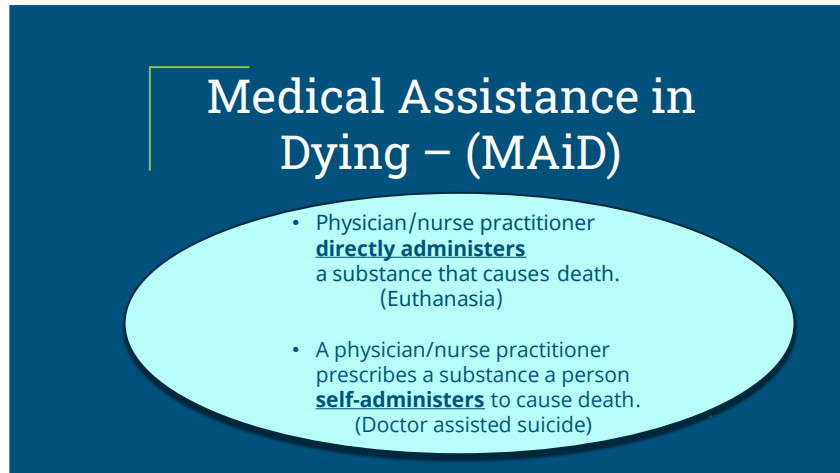 Medical Assistance in
Dying – (MAiD)
• Physician/nurse practitioner
directly administers
a substance that causes death.
(Euthanasia)
• A physician/nurse practitioner
prescribes a substance a person
self-administers to cause death.
(Doctor assisted suicide)